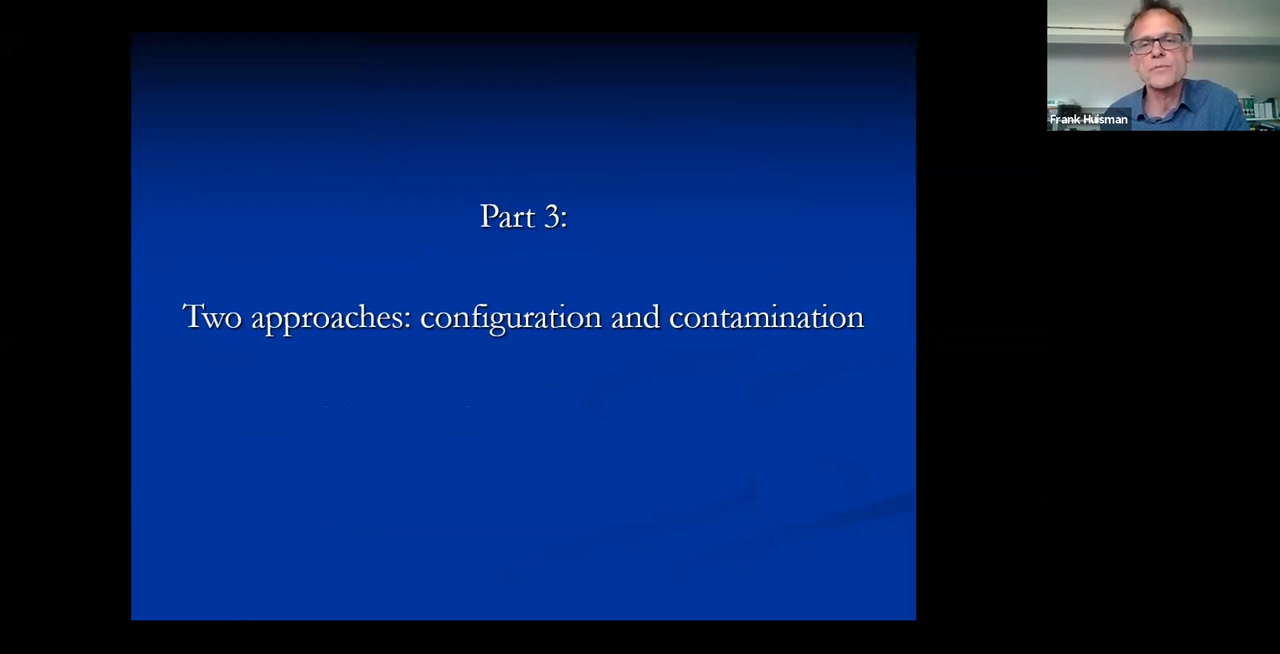 Part 3:
Two approaches: configuration and contamination
Frank Huisman